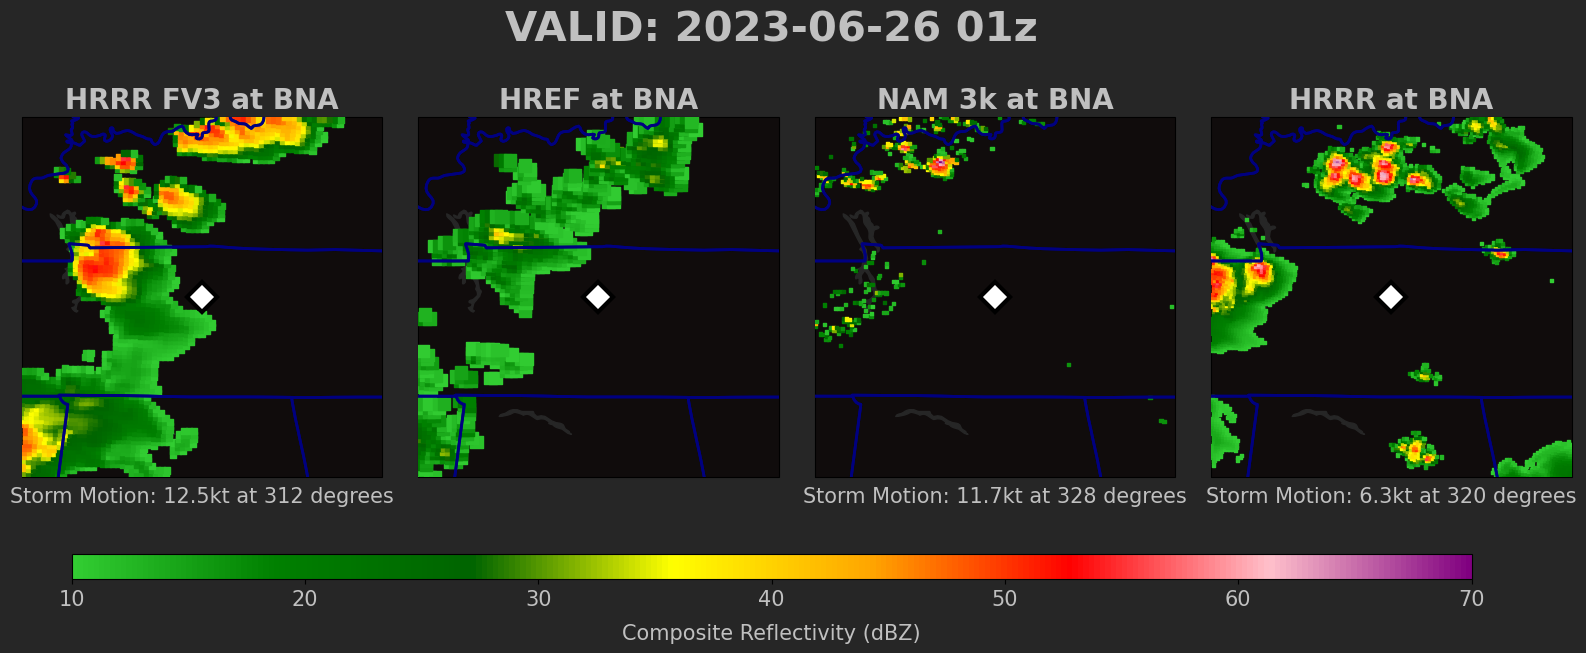 VALID: 2023-06-26 01z
HRRR FV3 at BNA
HREF at BNA
NAM 3k at BNA
HRRR at BNA
Storm Motion: 12.5kt at 312 degrees
Storm Motion: 11.7kt at 328 degrees
Storm Motion: 6.3kt at 320 degrees
10 20 30 40 50 60 70
Composite Reflectivity (dBZ)